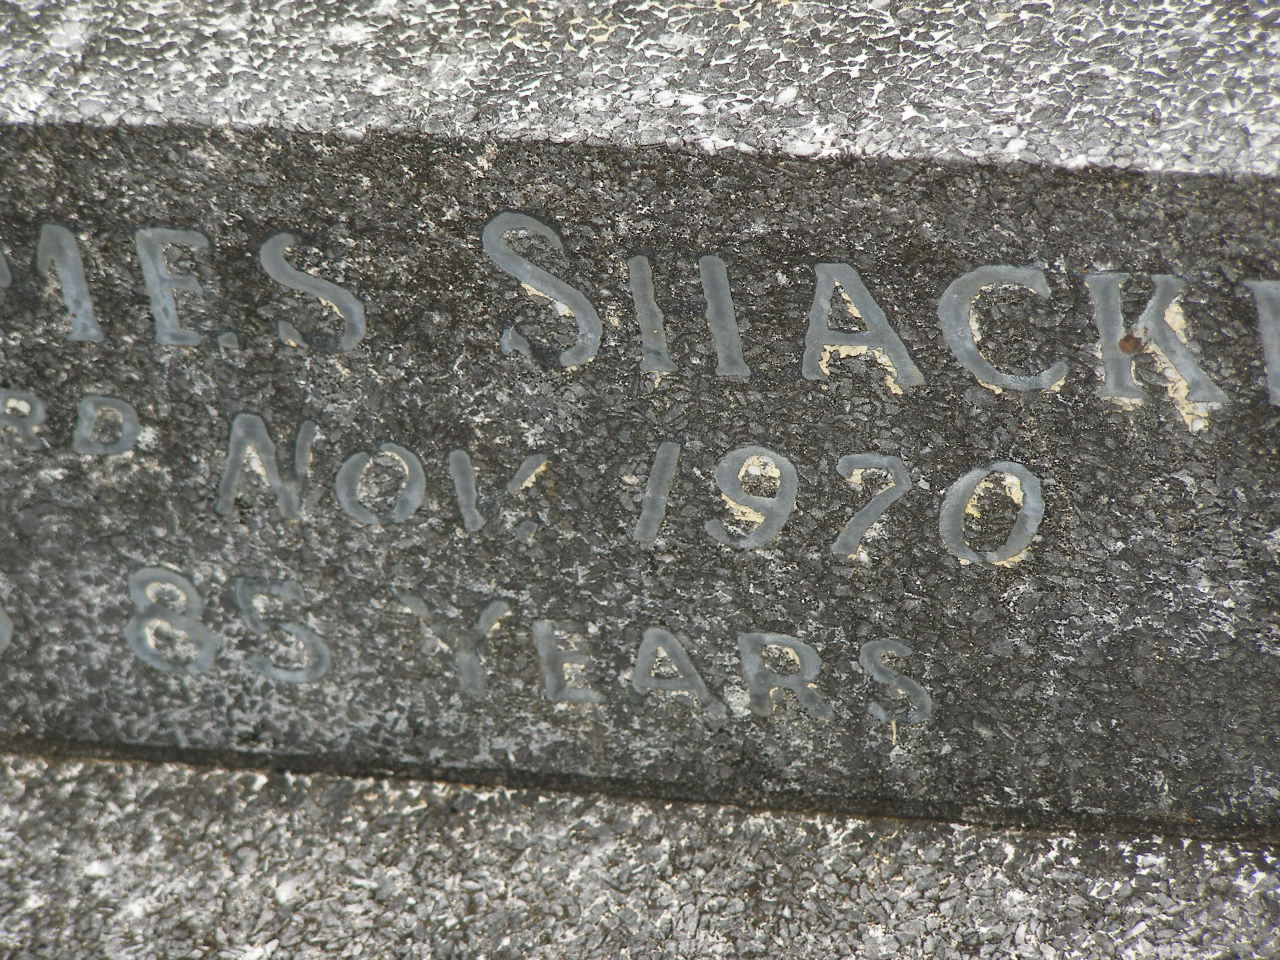 MES SHACK
RD NOV. 1970
85 YEARS